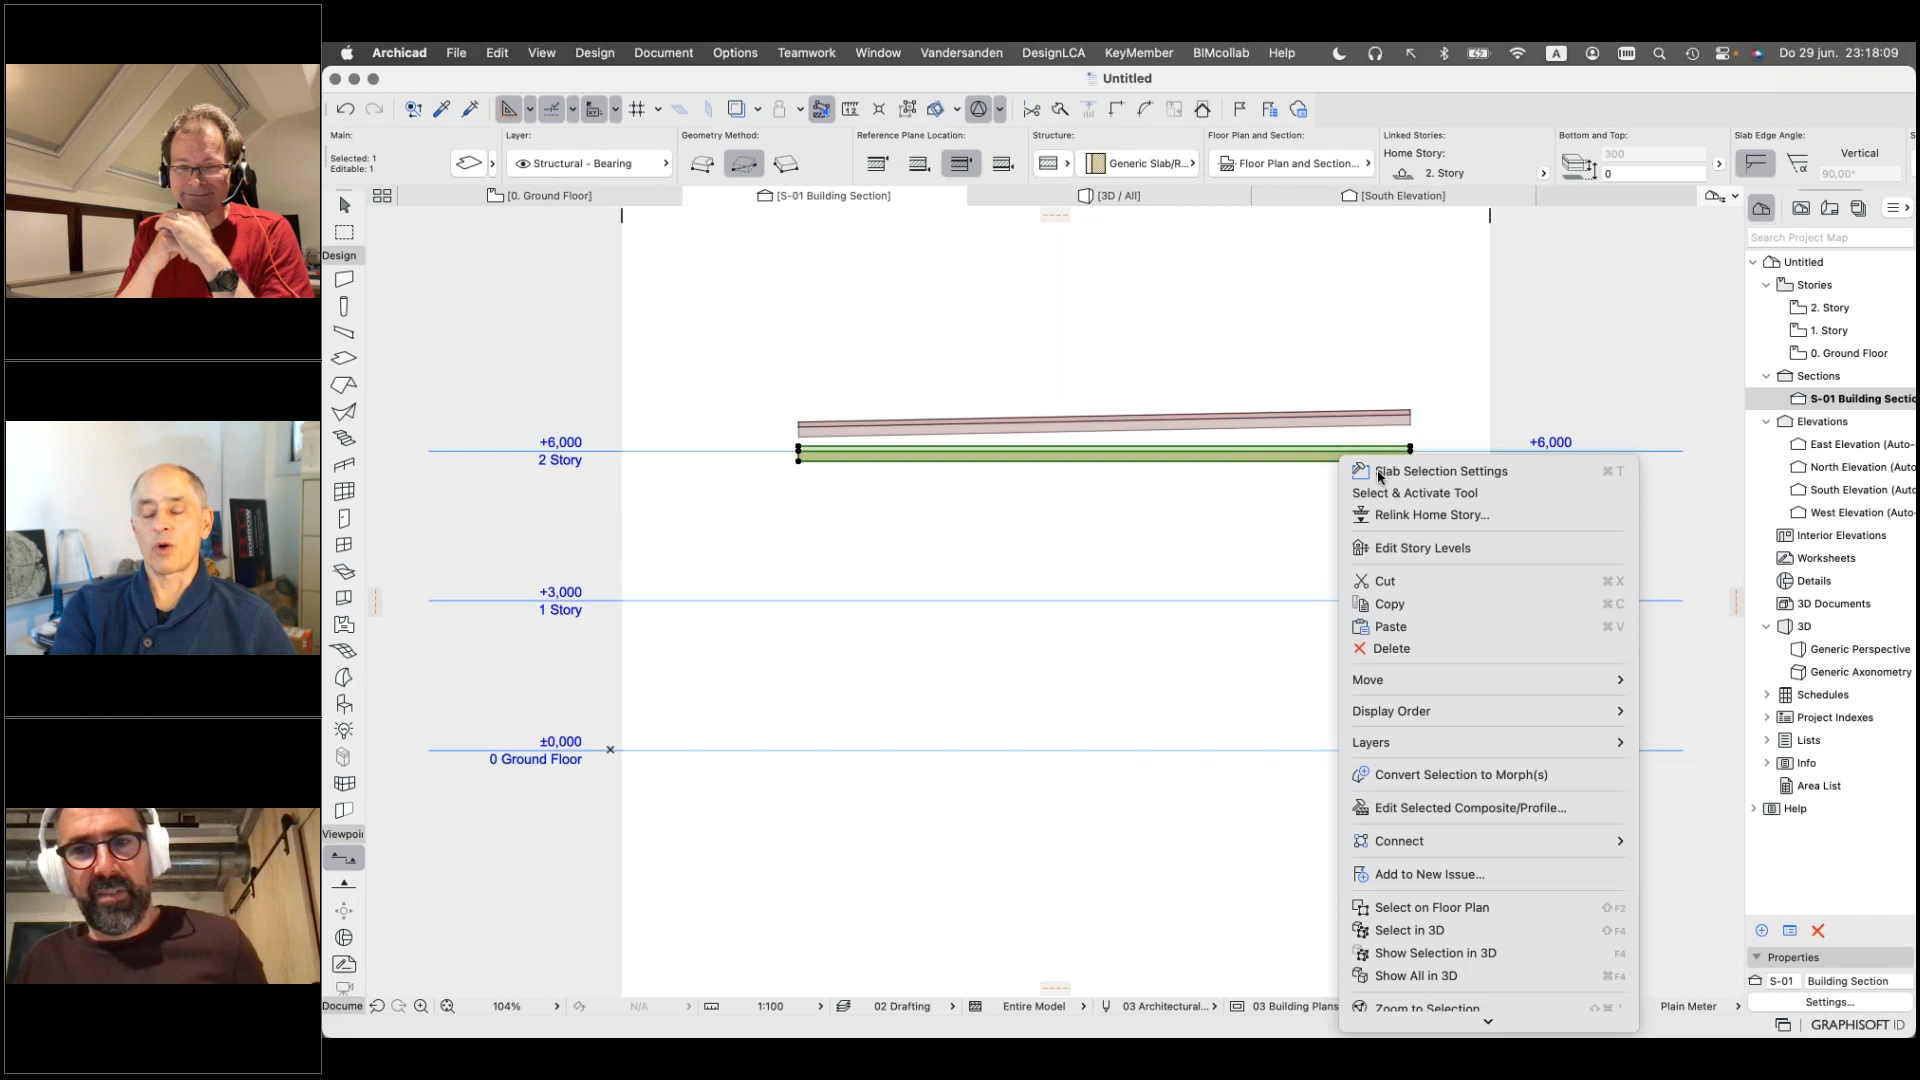 Archicad File Edit View Design Document Options Teamwork Window Vandersanden DesignLCA KeyMember BIMcollab Help A Do 29 jun. 23:18:09
Untitled
Main: Layer: Geometry Method: Reference Plane Location: Structure: Floor Plan and Section: Linked Stories: Bottom and Top: Slab Edge Angle:
Selected: 1
Editable: 1
Structural - Bearing
Generic Slab/R...
Floor Plan and Section...
Home Story:
2. Story
300
0
Vertical
90,00°
[0. Ground Floor]
[S-01 Building Section]
[3D / All]
[South Elevation]
Design
Viewpoi
Docume
+6,000
2 Story
+6,000
+3,000
1 Story
±0,000
0 Ground Floor
Slab Selection Settings ⌘T
Select & Activate Tool
Relink Home Story...
Edit Story Levels
Cut ⌘X
Copy ⌘C
Paste ⌘V
Delete
Move
Display Order
Layers
Convert Selection to Morph(s)
Edit Selected Composite/Profile...
Connect
Add to New Issue...
Select on Floor Plan ⇧F2
Select in 3D ⇧F4
Show Selection in 3D F4
Show All in 3D ⌘F4
Zoom to Selection
Search Project Map
Untitled
Stories
2. Story
1. Story
0. Ground Floor
Sections
S-01 Building Sectio
Elevations
East Elevation (Auto-
North Elevation (Auto
South Elevation (Auto
West Elevation (Auto-
Interior Elevations
Worksheets
Details
3D Documents
3D
Generic Perspective
Generic Axonometry
Schedules
Project Indexes
Lists
Info
Area List
Help
Properties
S-01 Building Section
Settings...
104% N/A 1:100 02 Drafting Entire Model 03 Architectural... 03 Building Plans Plain Meter
GRAPHISOFT ID